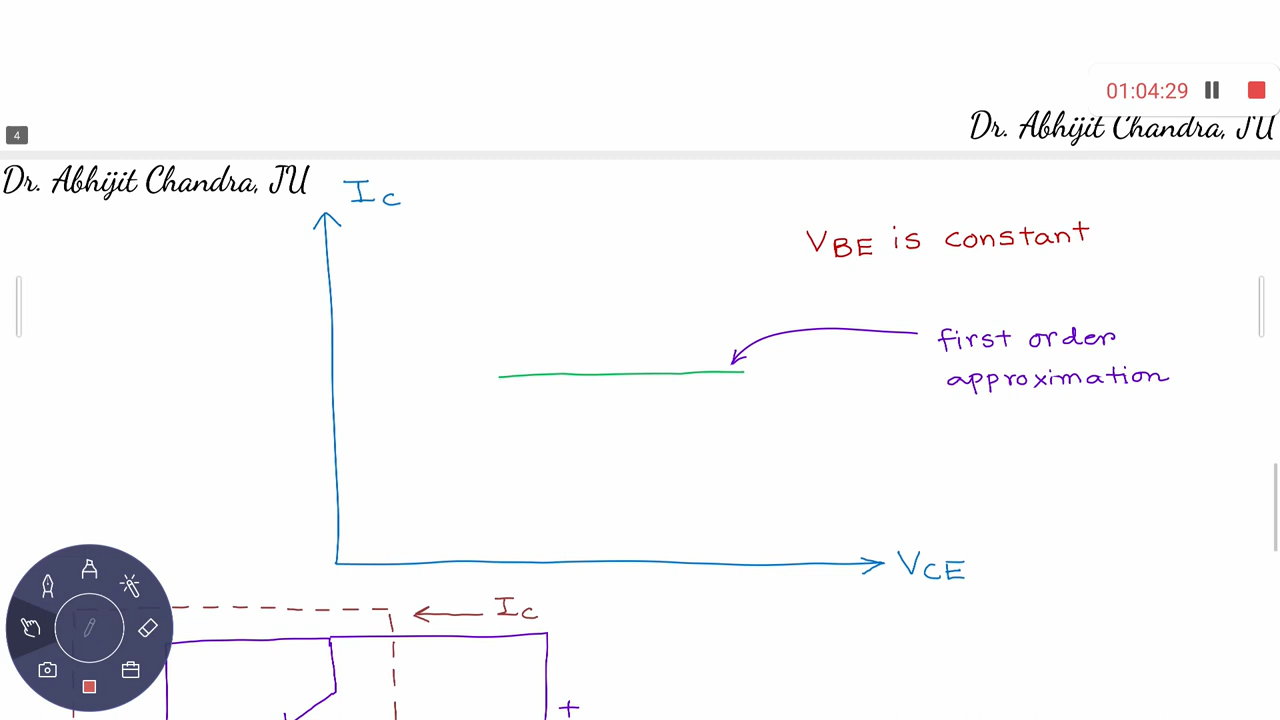 01:04:29
4
Dr. Abhijit Chandra, JU
Dr. Abhijit Chandra, JU
Ic
VBE is constant
first order
approximation
VCE
Ic
+